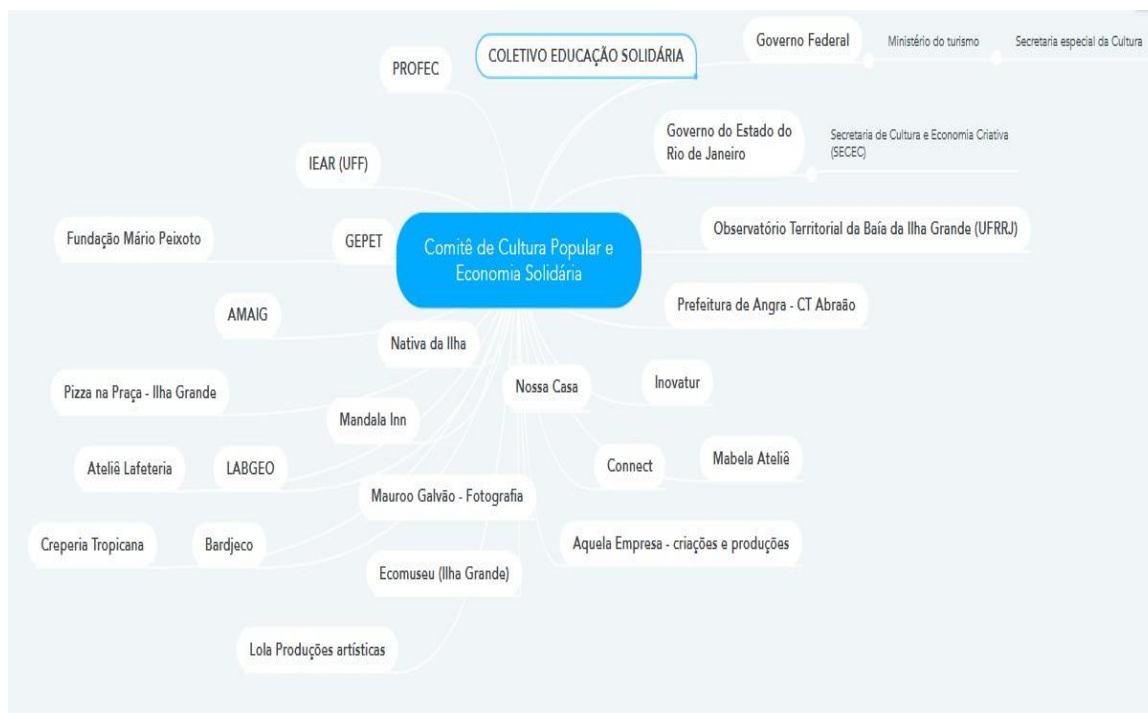 Governo Federal
Ministério do turismo
Secretaria especial da Cultura
COLETIVO EDUCAÇÃO SOLIDÁRIA
PROFEC
Governo do Estado do
Rio de Janeiro
Secretaria de Cultura e Economia Criativa
(SECEC)
IEAR (UFF)
Fundação Mário Peixoto
GEPET
Comitê de Cultura Popular e
Economia Solidária
Observatório Territorial da Baía da Ilha Grande (UFRRJ)
Prefeitura de Angra - CT Abraão
AMAIG
Nativa da Ilha
Nossa Casa
Inovatur
Pizza na Praça - Ilha Grande
Mandala Inn
Ateliê Lafeteria
LABGEO
Connect
Mabela Ateliê
Mauroo Galvão - Fotografia
Creperia Tropicana
Bardjeco
Aquela Empresa - criações e produções
Ecomuseu (Ilha Grande)
Lola Produções artísticas